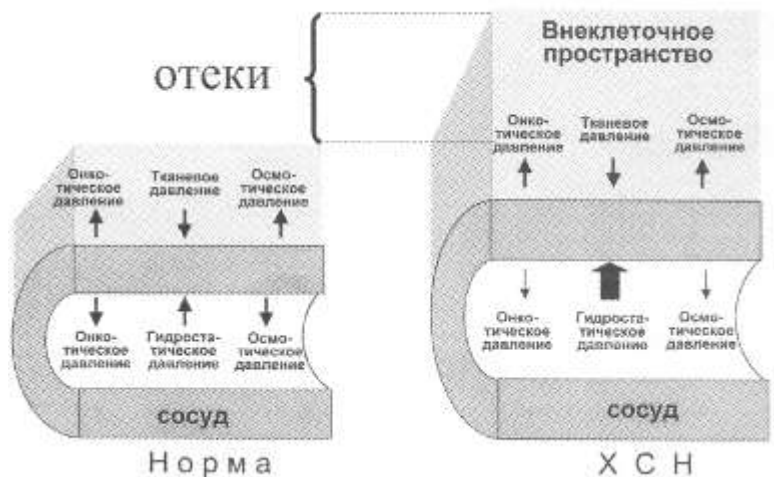 отеки
Внеклеточное
пространство
Онко-
тическое
давление
Тканевое
давление
Осмо-
тическое
давление
Онко-
тическое
давление
Тканевое
давление
Осмо-
тическое
давление
Онко-
тическое
давление
Гидроста-
тическое
давление
Осмо-
тическое
давление
Онко-
тическое
давление
Гидроста-
тическое
давление
Осмо-
тическое
давление
сосуд
сосуд
Норма
ХСН